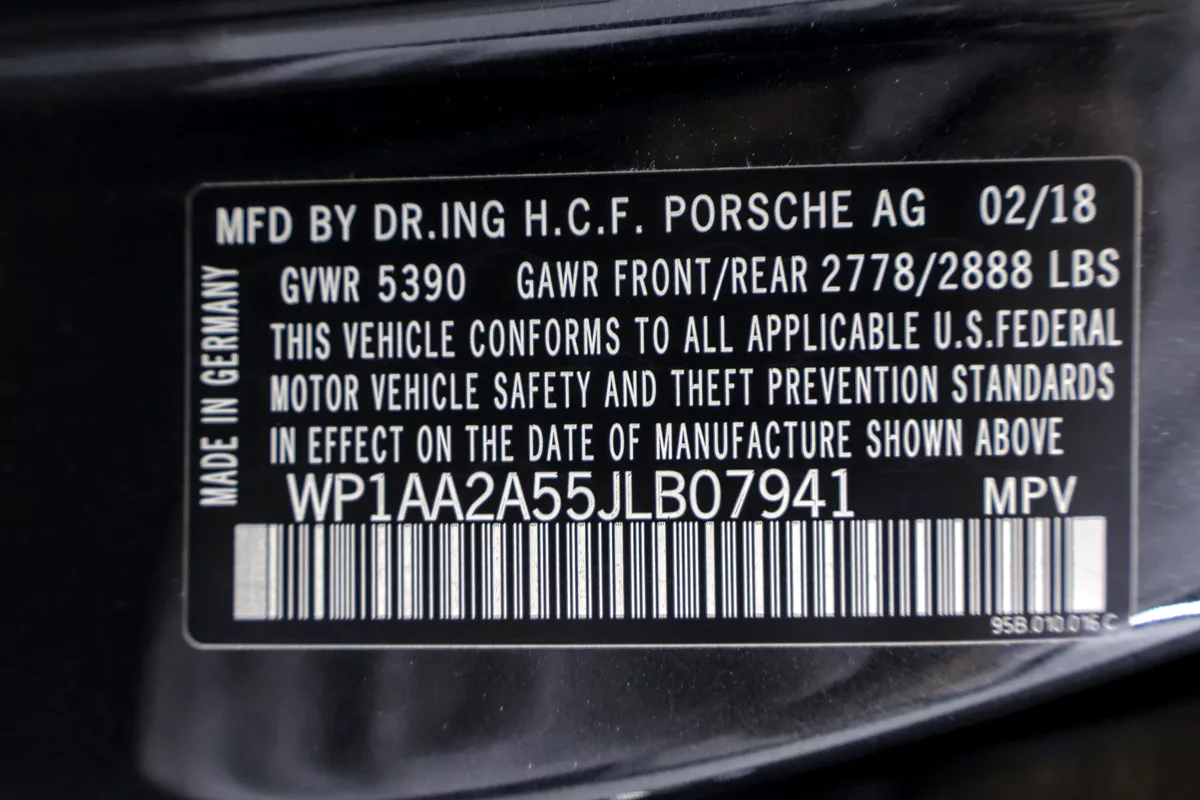 MFD BY DR.ING H.C.F. PORSCHE AG 02/18
GVWR 5390 GAWR FRONT/REAR 2778/2888 LBS
THIS VEHICLE CONFORMS TO ALL APPLICABLE U.S.FEDERAL
MOTOR VEHICLE SAFETY AND THEFT PREVENTION STANDARDS
IN EFFECT ON THE DATE OF MANUFACTURE SHOWN ABOVE
WP1AA2A55JLB07941 MPV
95B.010.016 C
MADE IN GERMANY